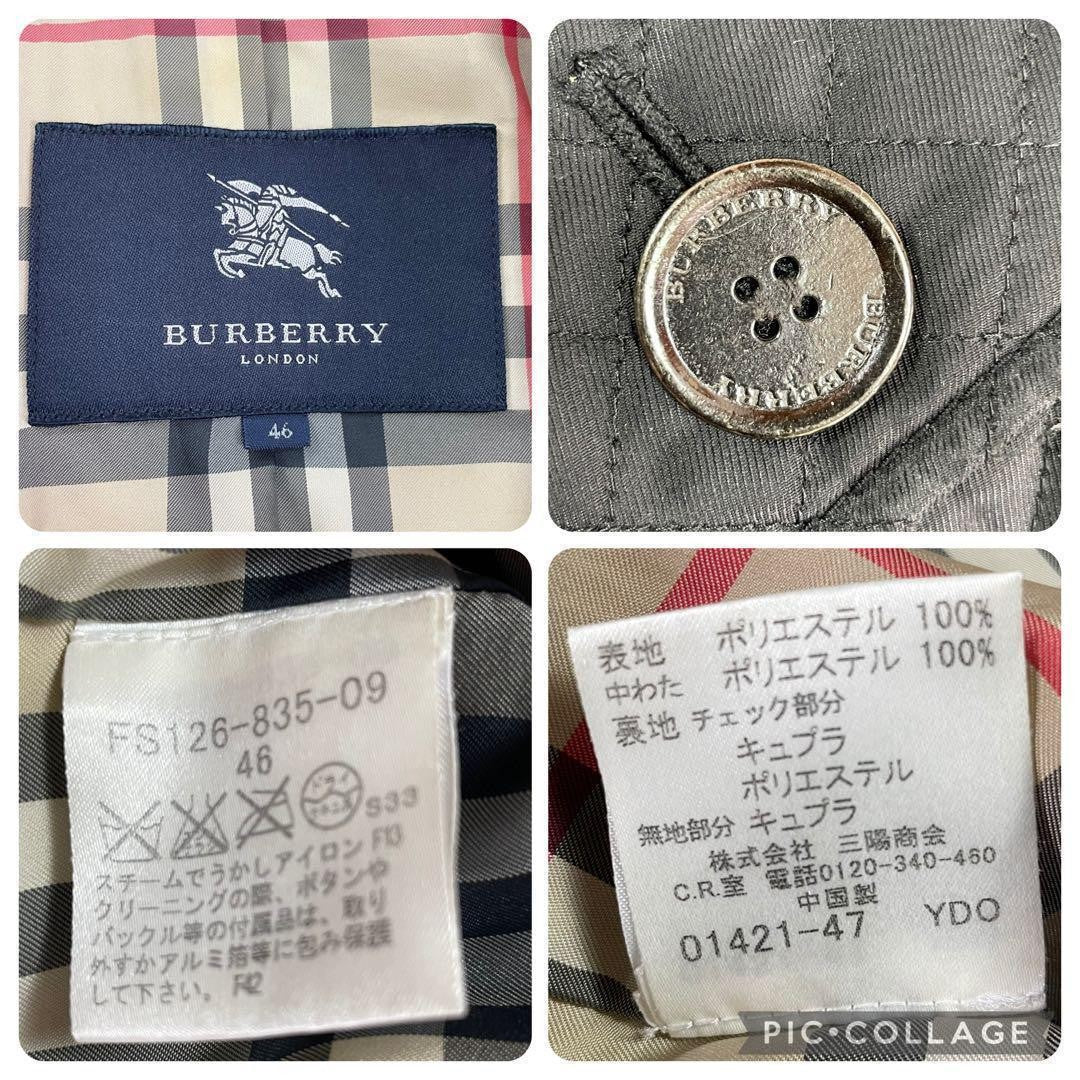 BURBERRY
LONDON
46
BURBERRY
BURBERRY
BURBERRY
FS126-835-09
46
S33
スチームでうかしアイロン F13
クリーニングの際、ボタンや
バックル等の付属品は、取り
外すかアルミ箔等に包み保護
して下さい。 F42
表地 ポリエステル 100%
中わた ポリエステル 100%
裏地 チェック部分
キュプラ
ポリエステル
無地部分 キュプラ
株式会社 三陽商会
C.R.室 電話0120-340-460
中国製
01421-47 YDO
PIC•COLLAGE